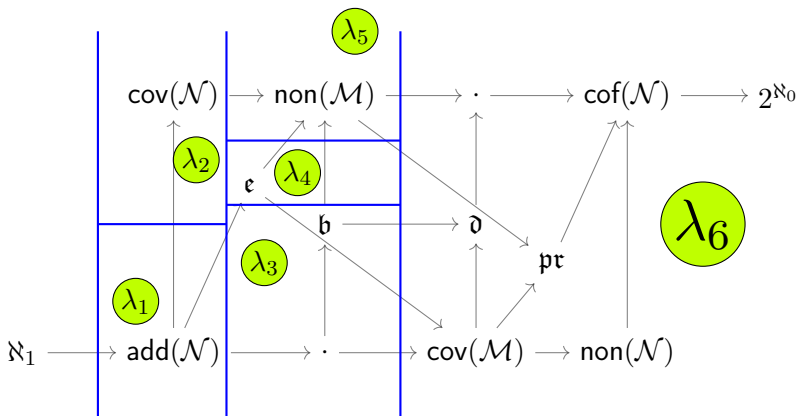 λ₅
cov(𝒩) non(ℳ) · cof(𝒩) 2^ℵ₀
λ₂
𝔢 λ₄
𝔟 𝔡 λ₆
λ₃ 𝔭𝔯
λ₁
ℵ₁ add(𝒩) · cov(ℳ) non(𝒩)